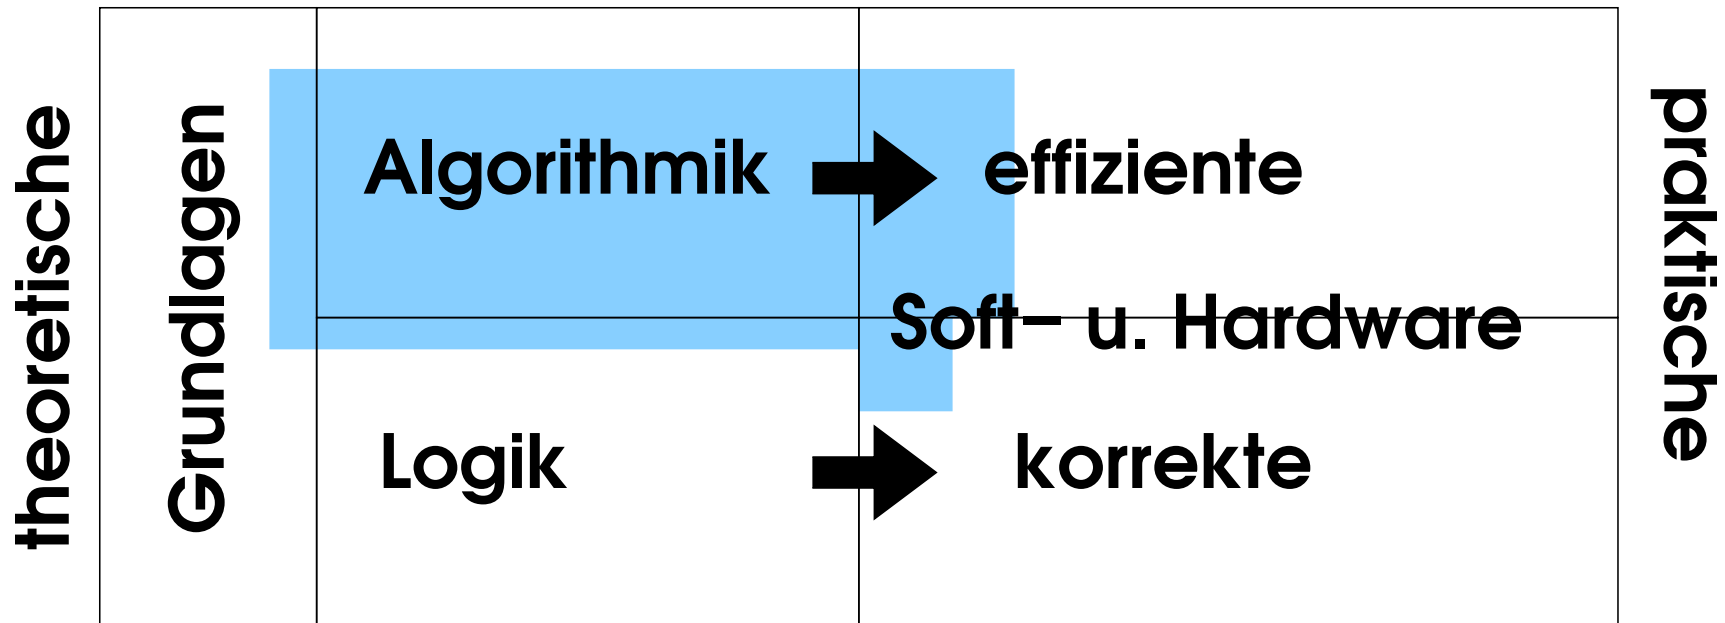 theoretische
Grundlagen
Algorithmik
effiziente
Soft- u. Hardware
Logik
korrekte
praktische